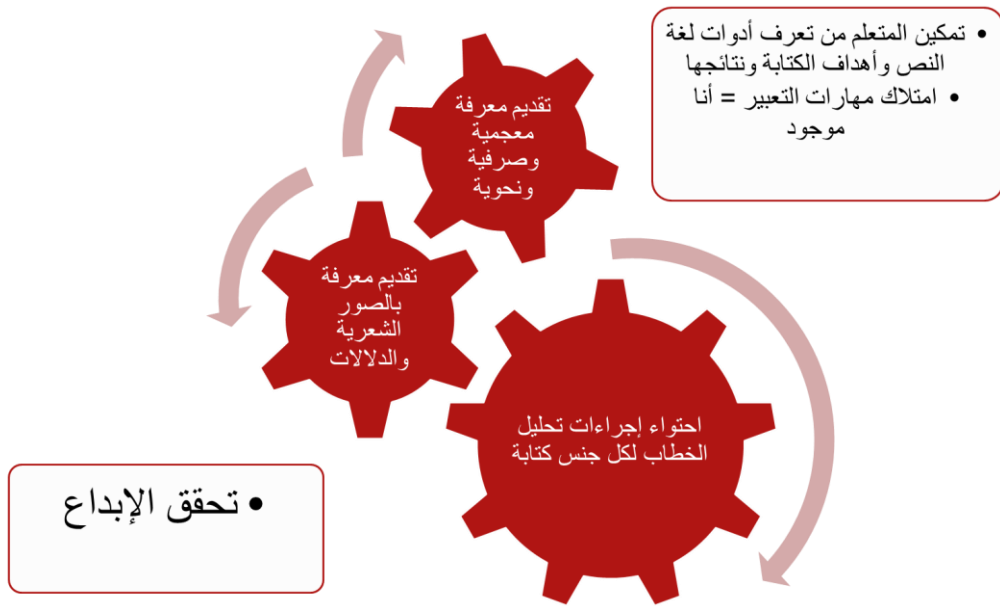 • تمكين المتعلم من تعرف أدوات لغة
النص وأهداف الكتابة ونتائجها
• امتلاك مهارات التعبير = أنا
موجود
تقديم معرفة
معجمية
وصرفية
ونحوية
تقديم معرفة
بالصور
الشعرية
والدلالات
احتواء إجراءات تحليل
الخطاب لكل جنس كتابة
• تحقق الإبداع